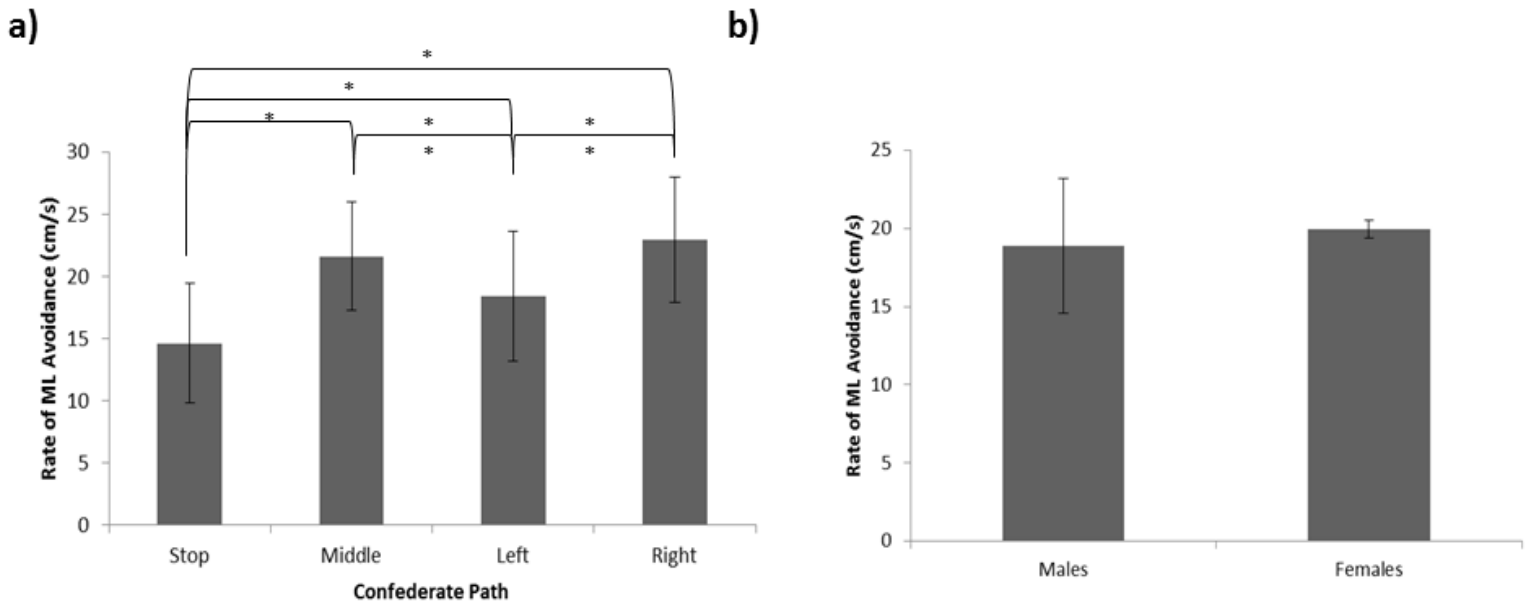 a)
*
*
* * *
* *
30
25
20
15
10
5
0
Rate of ML Avoidance (cm/s)
Stop Middle Left Right
Confederate Path
b)
25
20
15
10
5
0
Rate of ML Avoidance (cm/s)
Males Females